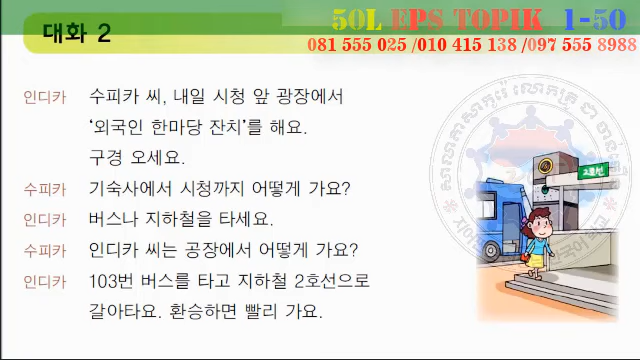 50L EPS TOPIK 1-50
081 555 025 /010 415 138 /097 555 8988
대화 2
인디카 수피카 씨, 내일 시청 앞 광장에서
‘외국인 한마당 잔치’를 해요.
구경 오세요.
수피카 기숙사에서 시청까지 어떻게 가요?
인디카 버스나 지하철을 타세요.
수피카 인디카 씨는 공장에서 어떻게 가요?
인디카 103번 버스를 타고 지하철 2호선으로
갈아타요. 환승하면 빨리 가요.
2호선